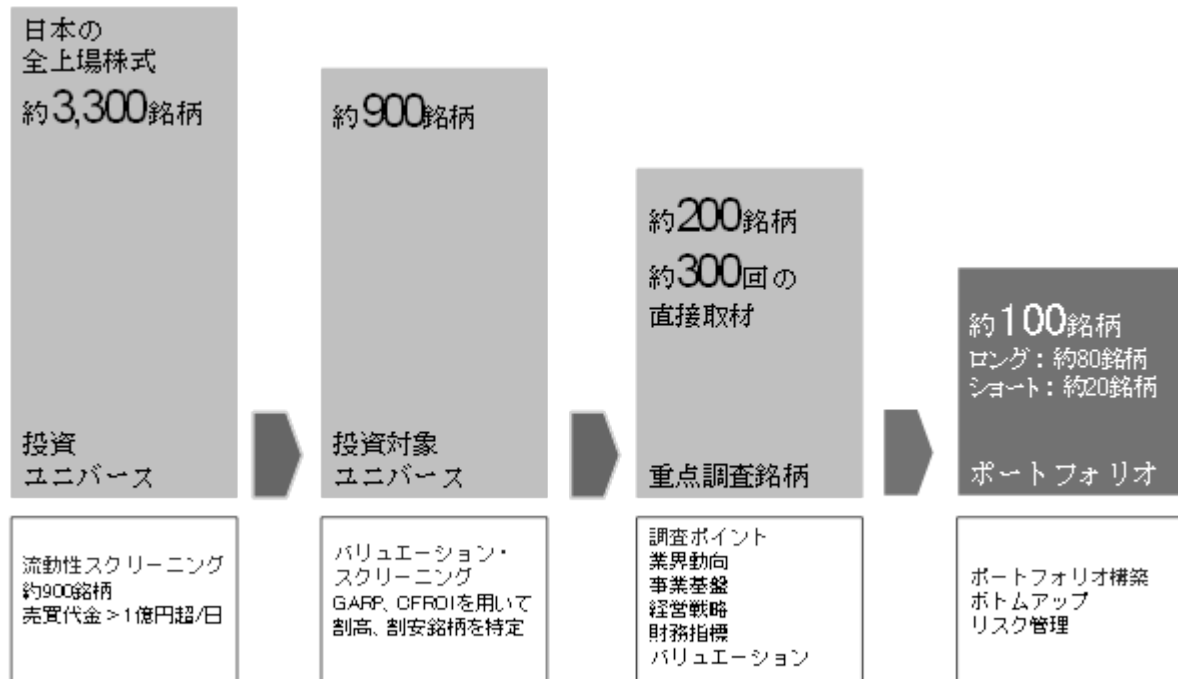 日本の
全上場株式
約3,300銘柄
投資
ユニバース
約900銘柄
投資対象
ユニバース
約200銘柄
約300回の
直接取材
重点調査銘柄
約100銘柄
ロング：約80銘柄
ショート：約20銘柄
ポートフォリオ
流動性スクリーニング
約900銘柄
売買代金＞1億円超/日
バリュエーション・
スクリーニング
GARP、CFROIを用いて
割高、割安銘柄を特定
調査ポイント
業界動向
事業基盤
経営戦略
財務指標
バリュエーション
ポートフォリオ構築
ボトムアップ
リスク管理